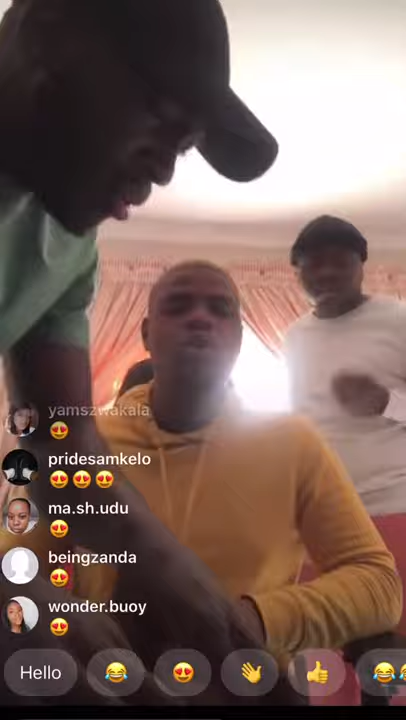 yamszwakala
😍
pridesamkelo
😍😍😍
ma.sh.udu
😍
beingzanda
😍
wonder.buoy
😍
Hello 😂 😍 👋 👍 😂